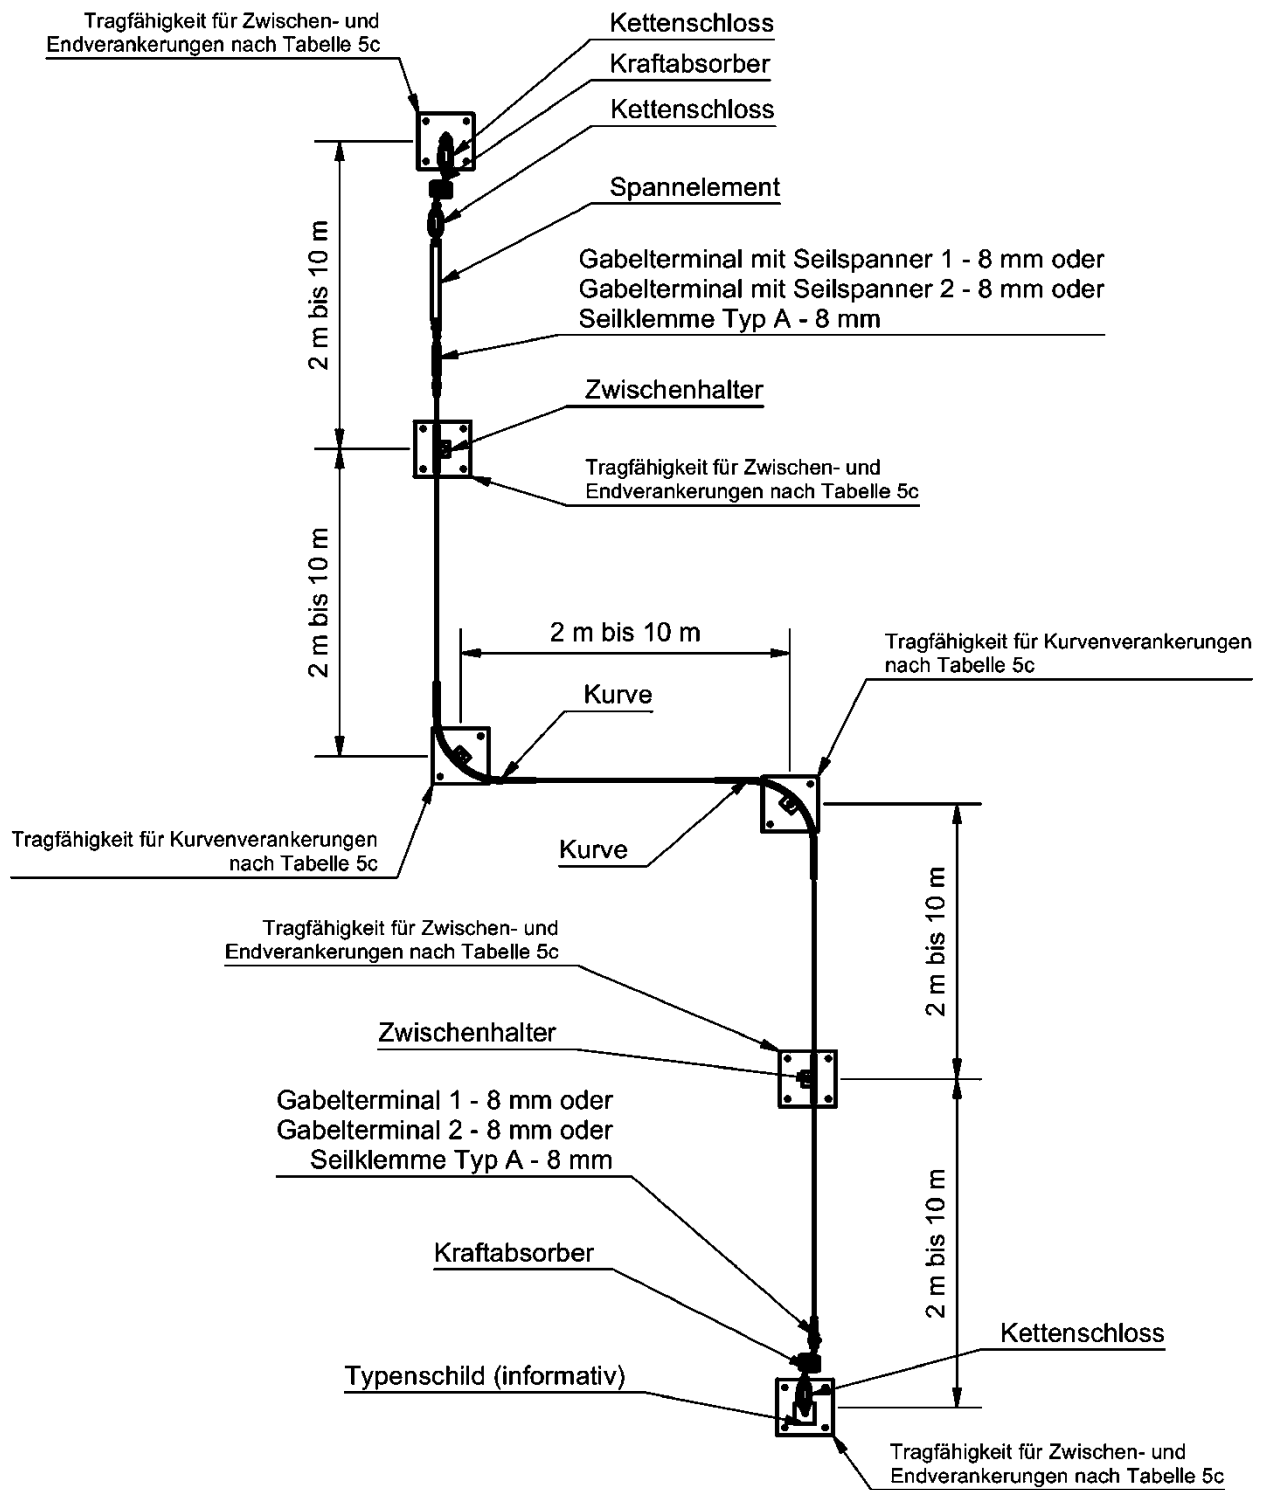 Tragfähigkeit für Zwischen- und
Endverankerungen nach Tabelle 5c
Kettenschloss
Kraftabsorber
Kettenschloss
Spannelement
2 m bis 10 m
Gabelterminal mit Seilspanner 1 - 8 mm oder
Gabelterminal mit Seilspanner 2 - 8 mm oder
Seilklemme Typ A - 8 mm
Zwischenhalter
Tragfähigkeit für Zwischen- und
Endverankerungen nach Tabelle 5c
2 m bis 10 m
2 m bis 10 m
Tragfähigkeit für Kurvenverankerungen
nach Tabelle 5c
Kurve
Tragfähigkeit für Kurvenverankerungen
nach Tabelle 5c
Kurve
Tragfähigkeit für Zwischen- und
Endverankerungen nach Tabelle 5c
2 m bis 10 m
Zwischenhalter
Gabelterminal 1 - 8 mm oder
Gabelterminal 2 - 8 mm oder
Seilklemme Typ A - 8 mm
2 m bis 10 m
Kraftabsorber
Kettenschloss
Typenschild (informativ)
Tragfähigkeit für Zwischen- und
Endverankerungen nach Tabelle 5c